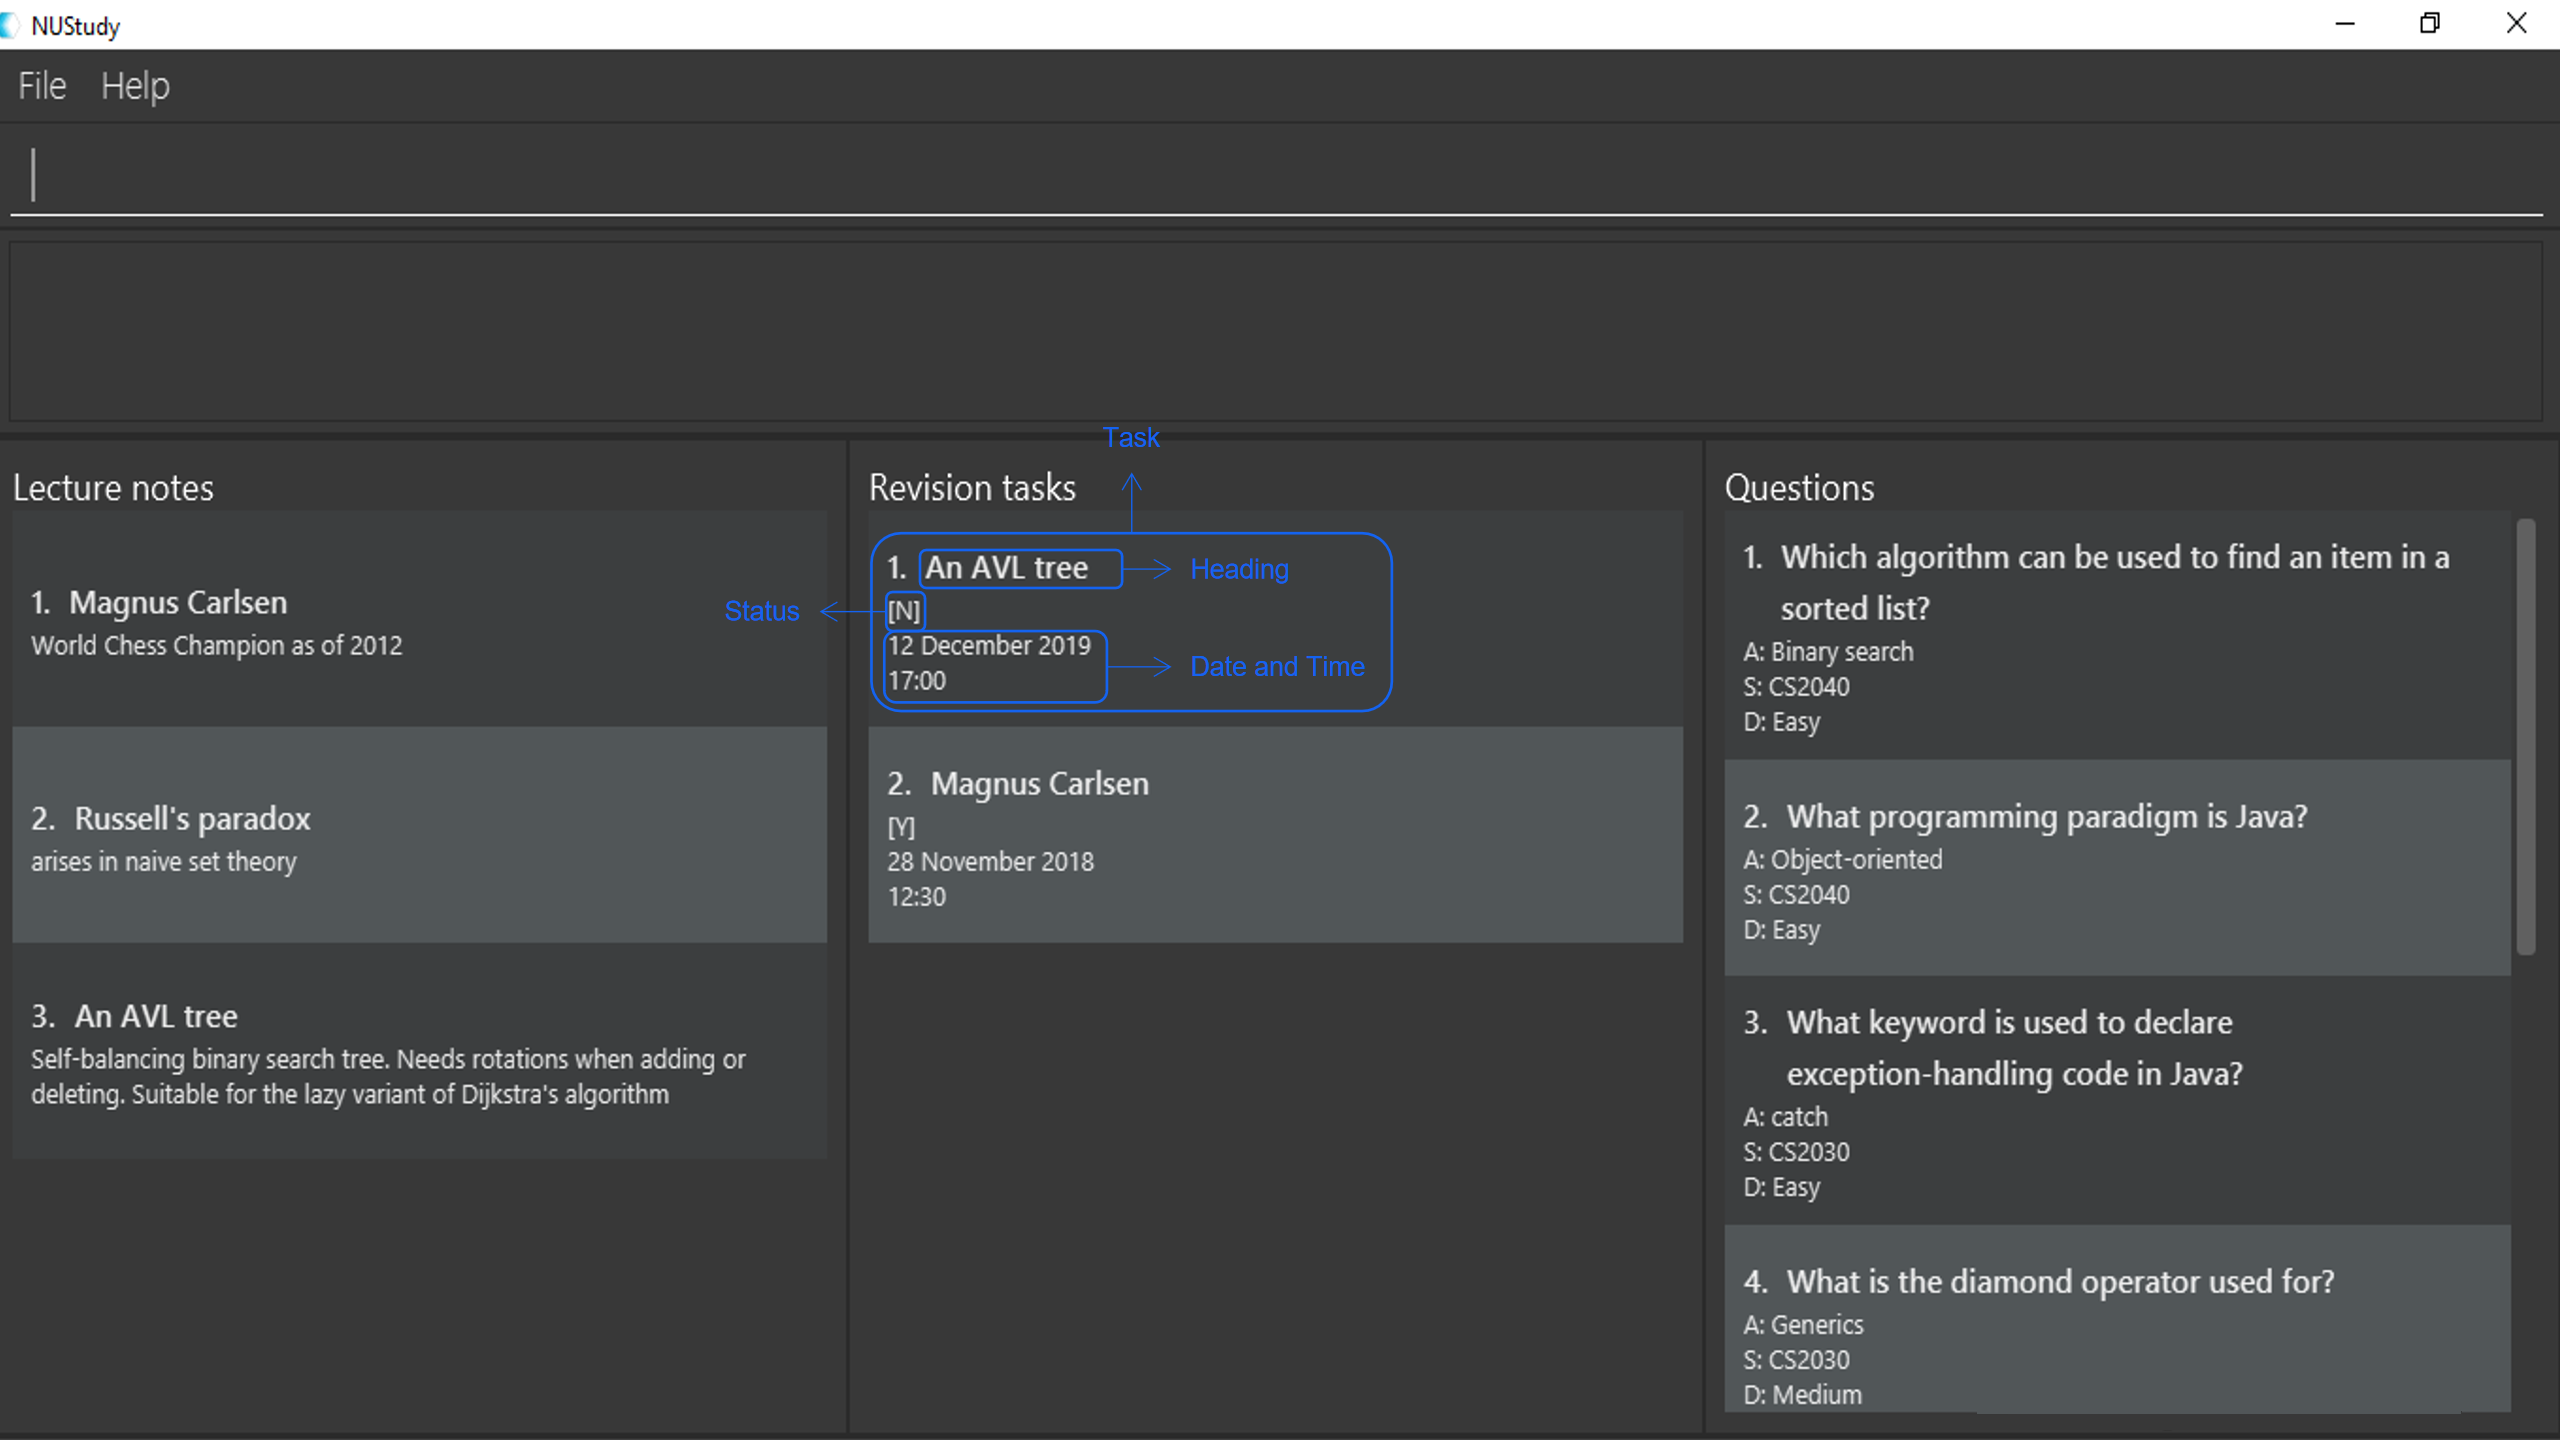 NUStudy
File Help
Task
Lecture notes
1. Magnus Carlsen
World Chess Champion as of 2012
2. Russell's paradox
arises in naive set theory
3. An AVL tree
Self-balancing binary search tree. Needs rotations when adding or
deleting. Suitable for the lazy variant of Dijkstra's algorithm
Revision tasks
1. An AVL tree
Heading
Status
[N]
12 December 2019
17:00
Date and Time
2. Magnus Carlsen
[Y]
28 November 2018
12:30
Questions
1. Which algorithm can be used to find an item in a
sorted list?
A: Binary search
S: CS2040
D: Easy
2. What programming paradigm is Java?
A: Object-oriented
S: CS2040
D: Easy
3. What keyword is used to declare
exception-handling code in Java?
A: catch
S: CS2030
D: Easy
4. What is the diamond operator used for?
A: Generics
S: CS2030
D: Medium